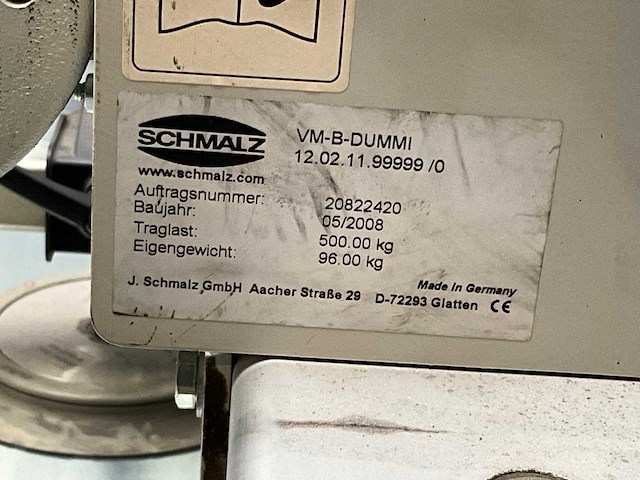 SCHMALZ
www.schmalz.com
VM-B-DUMMI
12.02.11.99999 /0
Auftragsnummer: 20822420
Baujahr: 05/2008
Traglast: 500.00 kg
Eigengewicht: 96.00 kg
Made in Germany
J. Schmalz GmbH Aacher Straße 29 D-72293 Glatten CE